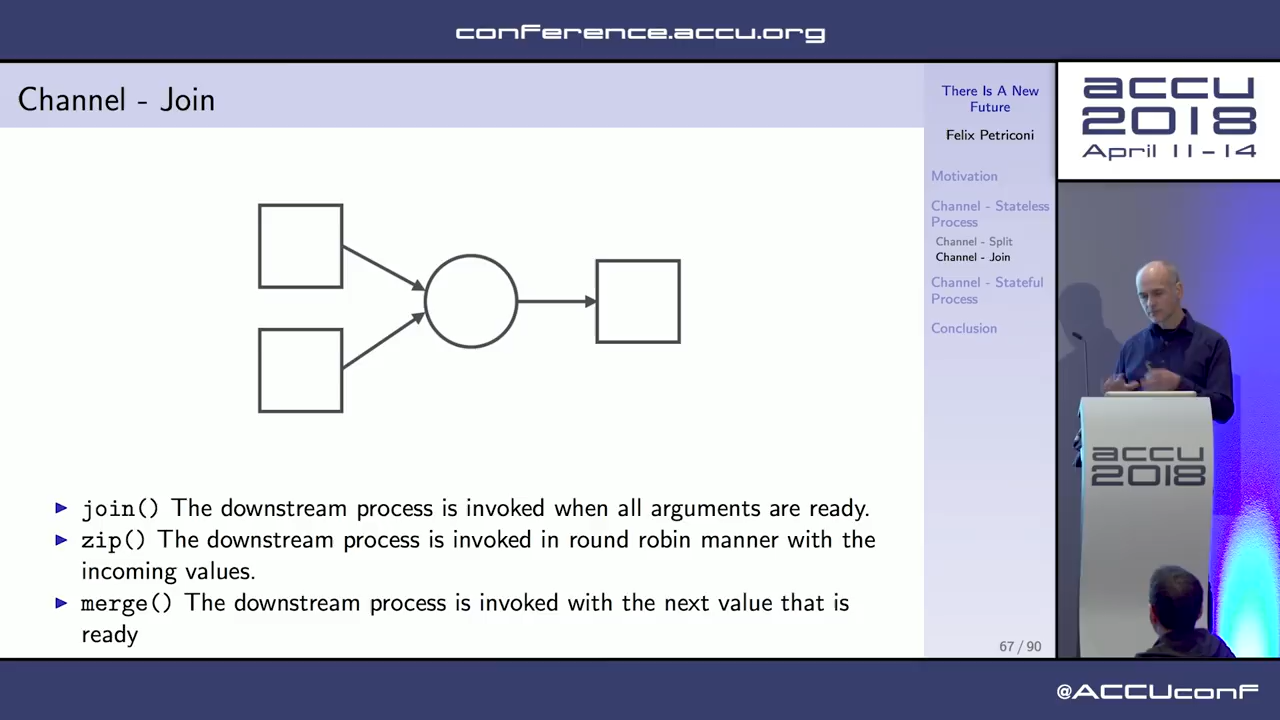 conference.accu.org
Channel - Join
▶ join() The downstream process is invoked when all arguments are ready.
▶ zip() The downstream process is invoked in round robin manner with the
incoming values.
▶ merge() The downstream process is invoked with the next value that is
ready
There Is A New
Future
Felix Petriconi
Motivation
Channel - Stateless
Process
Channel - Split
Channel - Join
Channel - Stateful
Process
Conclusion
67 / 90
accu
2018
April 11-14
accu
2018
@ACCUconf